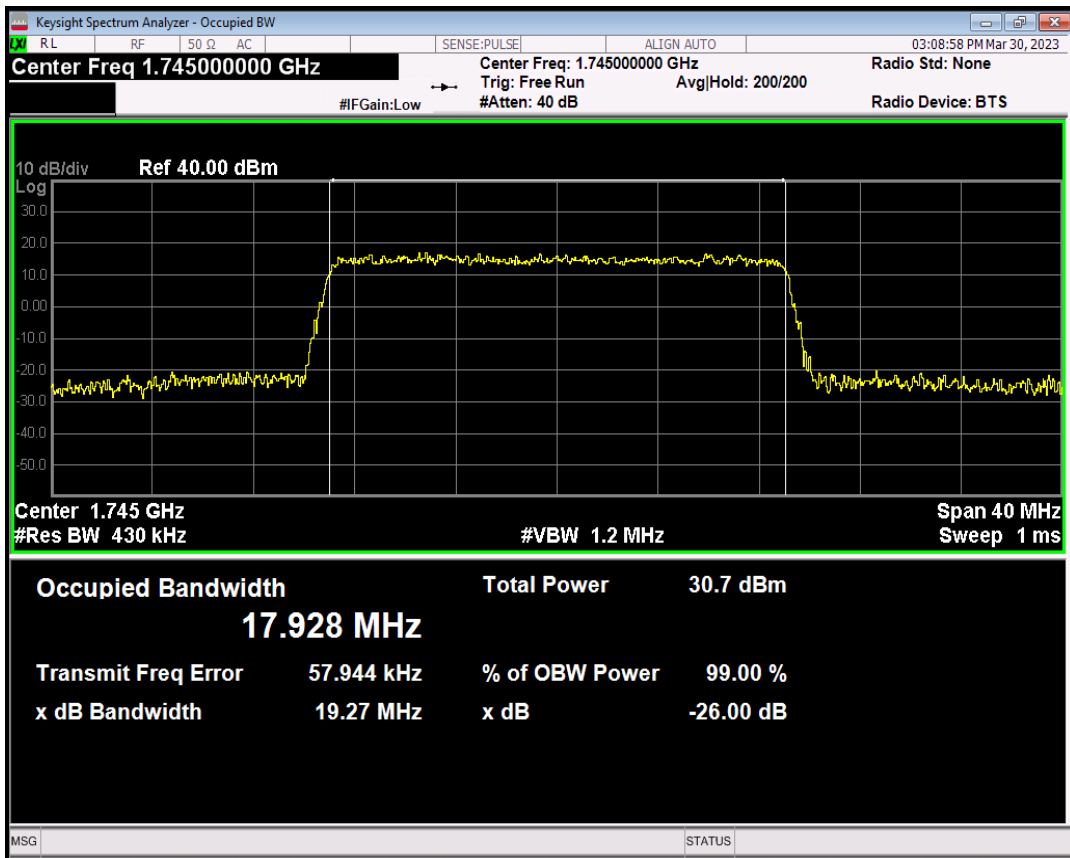 Keysight Spectrum Analyzer - Occupied BW
LXI RL RF 50 Ω AC SENSE:PULSE ALIGN AUTO 03:08:58 PM Mar 30, 2023
Center Freq 1.745000000 GHz Center Freq: 1.745000000 GHz Radio Std: None
Trig: Free Run Avg|Hold: 200/200
#IFGain:Low #Atten: 40 dB Radio Device: BTS
10 dB/div Ref 40.00 dBm
Log
30.0
20.0
10.0
0.00
-10.0
-20.0
-30.0
-40.0
-50.0
Center 1.745 GHz Span 40 MHz
#Res BW 430 kHz #VBW 1.2 MHz Sweep 1 ms
Occupied Bandwidth Total Power 30.7 dBm
17.928 MHz
Transmit Freq Error 57.944 kHz % of OBW Power 99.00 %
x dB Bandwidth 19.27 MHz x dB -26.00 dB
MSG STATUS